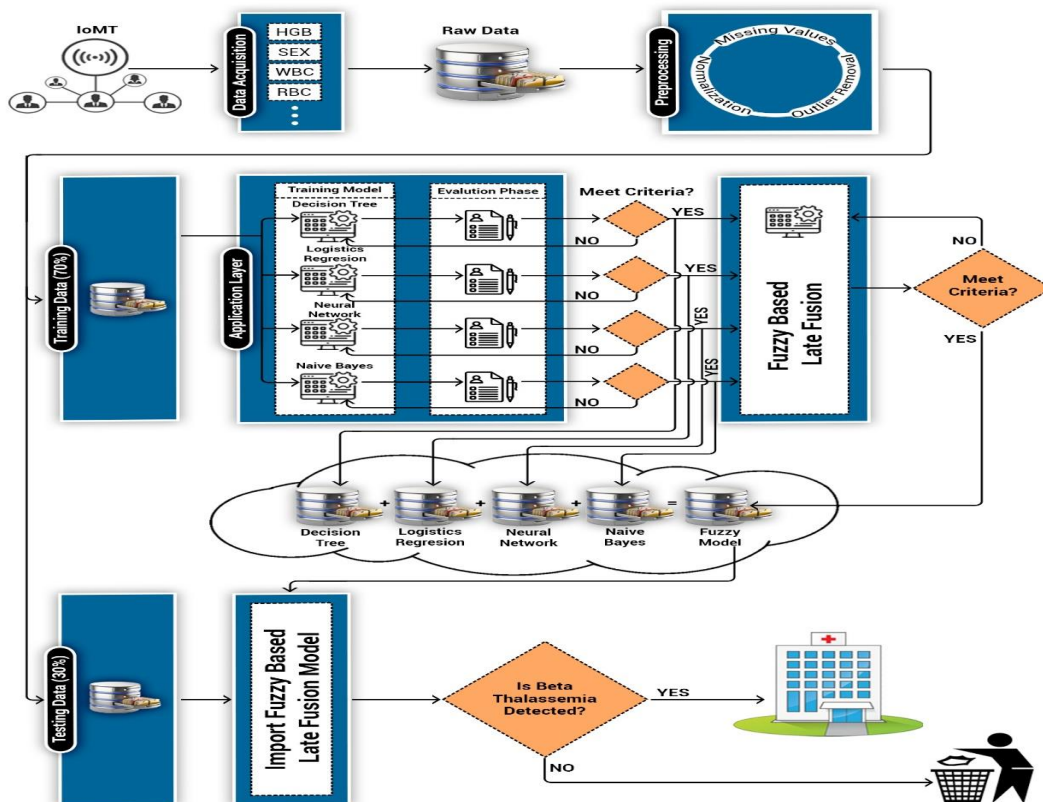 IoMT
Data Acquisition
HGB
SEX
WBC
RBC
Raw Data
Preprocessing
Missing Values
Normalization
Outlier Removal
Training Data (70%)
Application Layer
Training Model
Evalution Phase
Meet Criteria?
Decision Tree
YES
NO
Logistics
Regresion
YES
NO
Neural
Network
YES
NO
Naive Bayes
YES
NO
Fuzzy Based
Late Fusion
NO
Meet
Criteria?
YES
+
+
+
=
Decision
Tree
Logistics
Regresion
Neural
Network
Naive
Bayes
Fuzzy
Model
Testing Data (30%)
Import Fuzzy Based
Late Fusion Model
Is Beta
Thalassemia
Detected?
YES
NO